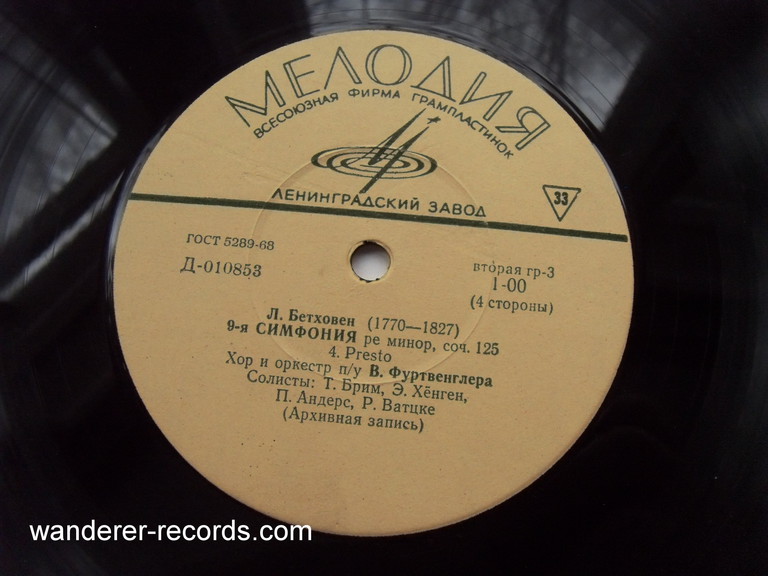 МЕЛОДИЯ
ВСЕСОЮЗНАЯ ФИРМА ГРАМПЛАСТИНОК
ЛЕНИНГРАДСКИЙ ЗАВОД
33
ГОСТ 5289-68
Д-010853
вторая гр-3
1-00
(4 стороны)
Л. Бетховен (1770—1827)
9-я СИМФОНИЯ ре минор, соч. 125
4. Presto
Хор и оркестр п/у В. Фуртвенглера
Солисты: Т. Брим, Э. Хёнген,
П. Андерс, Р. Ватцке
(Архивная запись)
wanderer-records.com